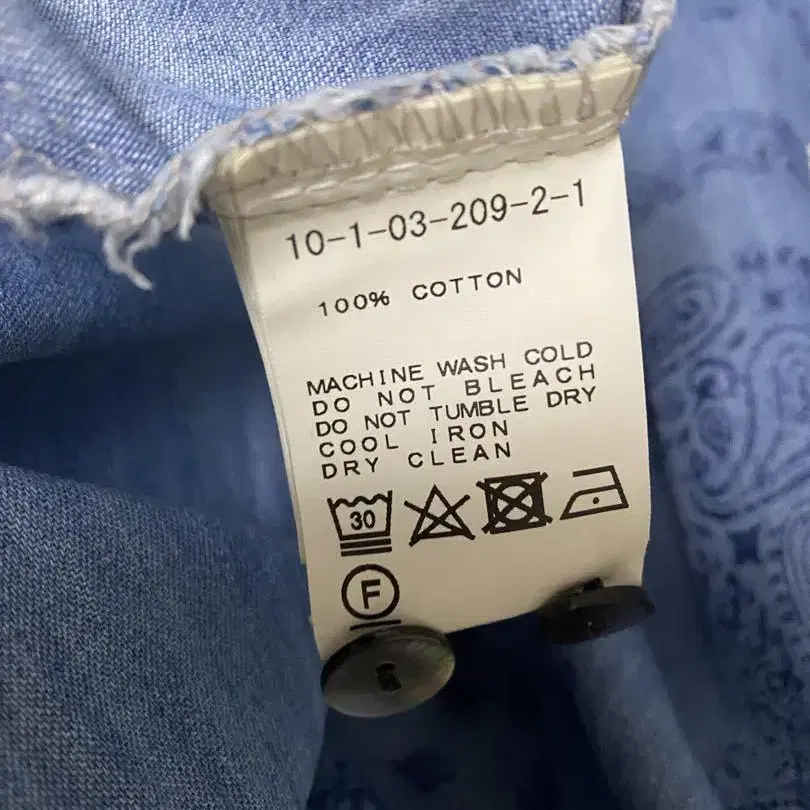 10-1-03-209-2-1
100% COTTON
MACHINE WASH COLD
DO NOT BLEACH
DO NOT TUMBLE DRY
COOL IRON
DRY CLEAN
30
F